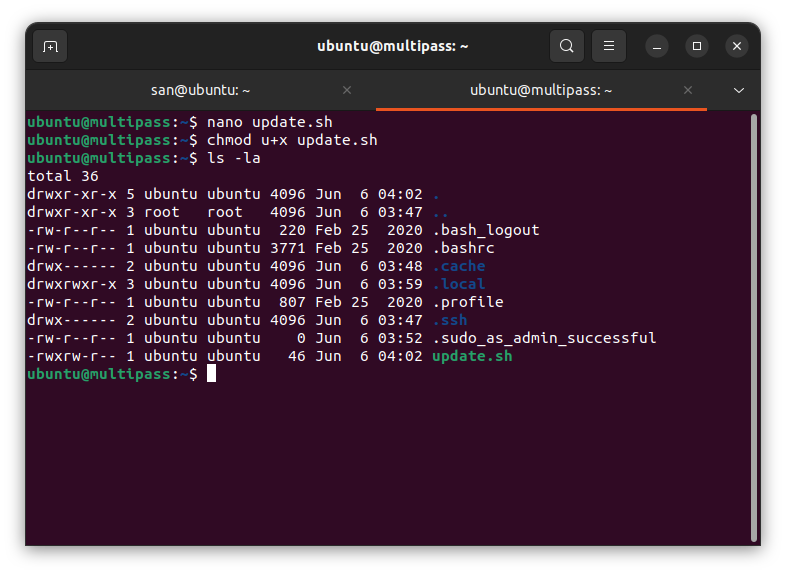 ubuntu@multipass: ~
san@ubuntu: ~
ubuntu@multipass: ~
ubuntu@multipass:~$ nano update.sh
ubuntu@multipass:~$ chmod u+x update.sh
ubuntu@multipass:~$ ls -la
total 36
drwxr-xr-x 5 ubuntu ubuntu 4096 Jun  6 04:02 .
drwxr-xr-x 3 root   root   4096 Jun  6 03:47 ..
-rw-r--r-- 1 ubuntu ubuntu  220 Feb 25  2020 .bash_logout
-rw-r--r-- 1 ubuntu ubuntu 3771 Feb 25  2020 .bashrc
drwx------ 2 ubuntu ubuntu 4096 Jun  6 03:48 .cache
drwxrwxr-x 3 ubuntu ubuntu 4096 Jun  6 03:59 .local
-rw-r--r-- 1 ubuntu ubuntu  807 Feb 25  2020 .profile
drwx------ 2 ubuntu ubuntu 4096 Jun  6 03:47 .ssh
-rw-r--r-- 1 ubuntu ubuntu    0 Jun  6 03:52 .sudo_as_admin_successful
-rwxrw-r-- 1 ubuntu ubuntu   46 Jun  6 04:02 update.sh
ubuntu@multipass:~$